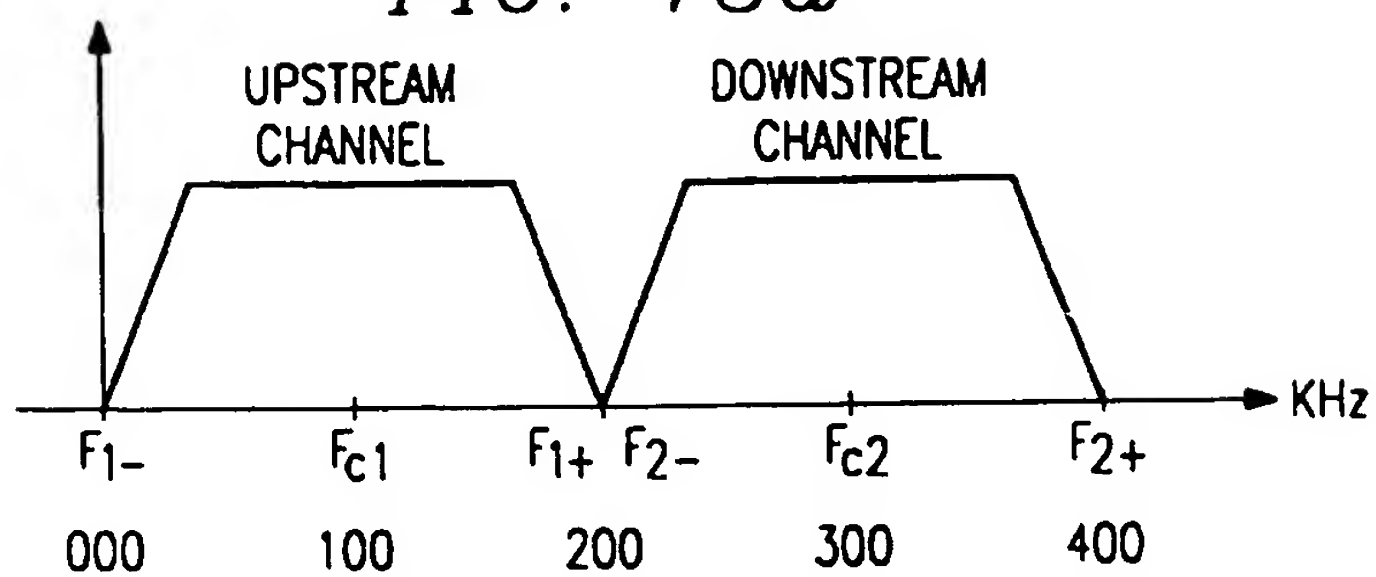 UPSTREAM
CHANNEL
DOWNSTREAM
CHANNEL
KHz
F1- Fc1 F1+ F2- Fc2 F2+
000 100 200 300 400